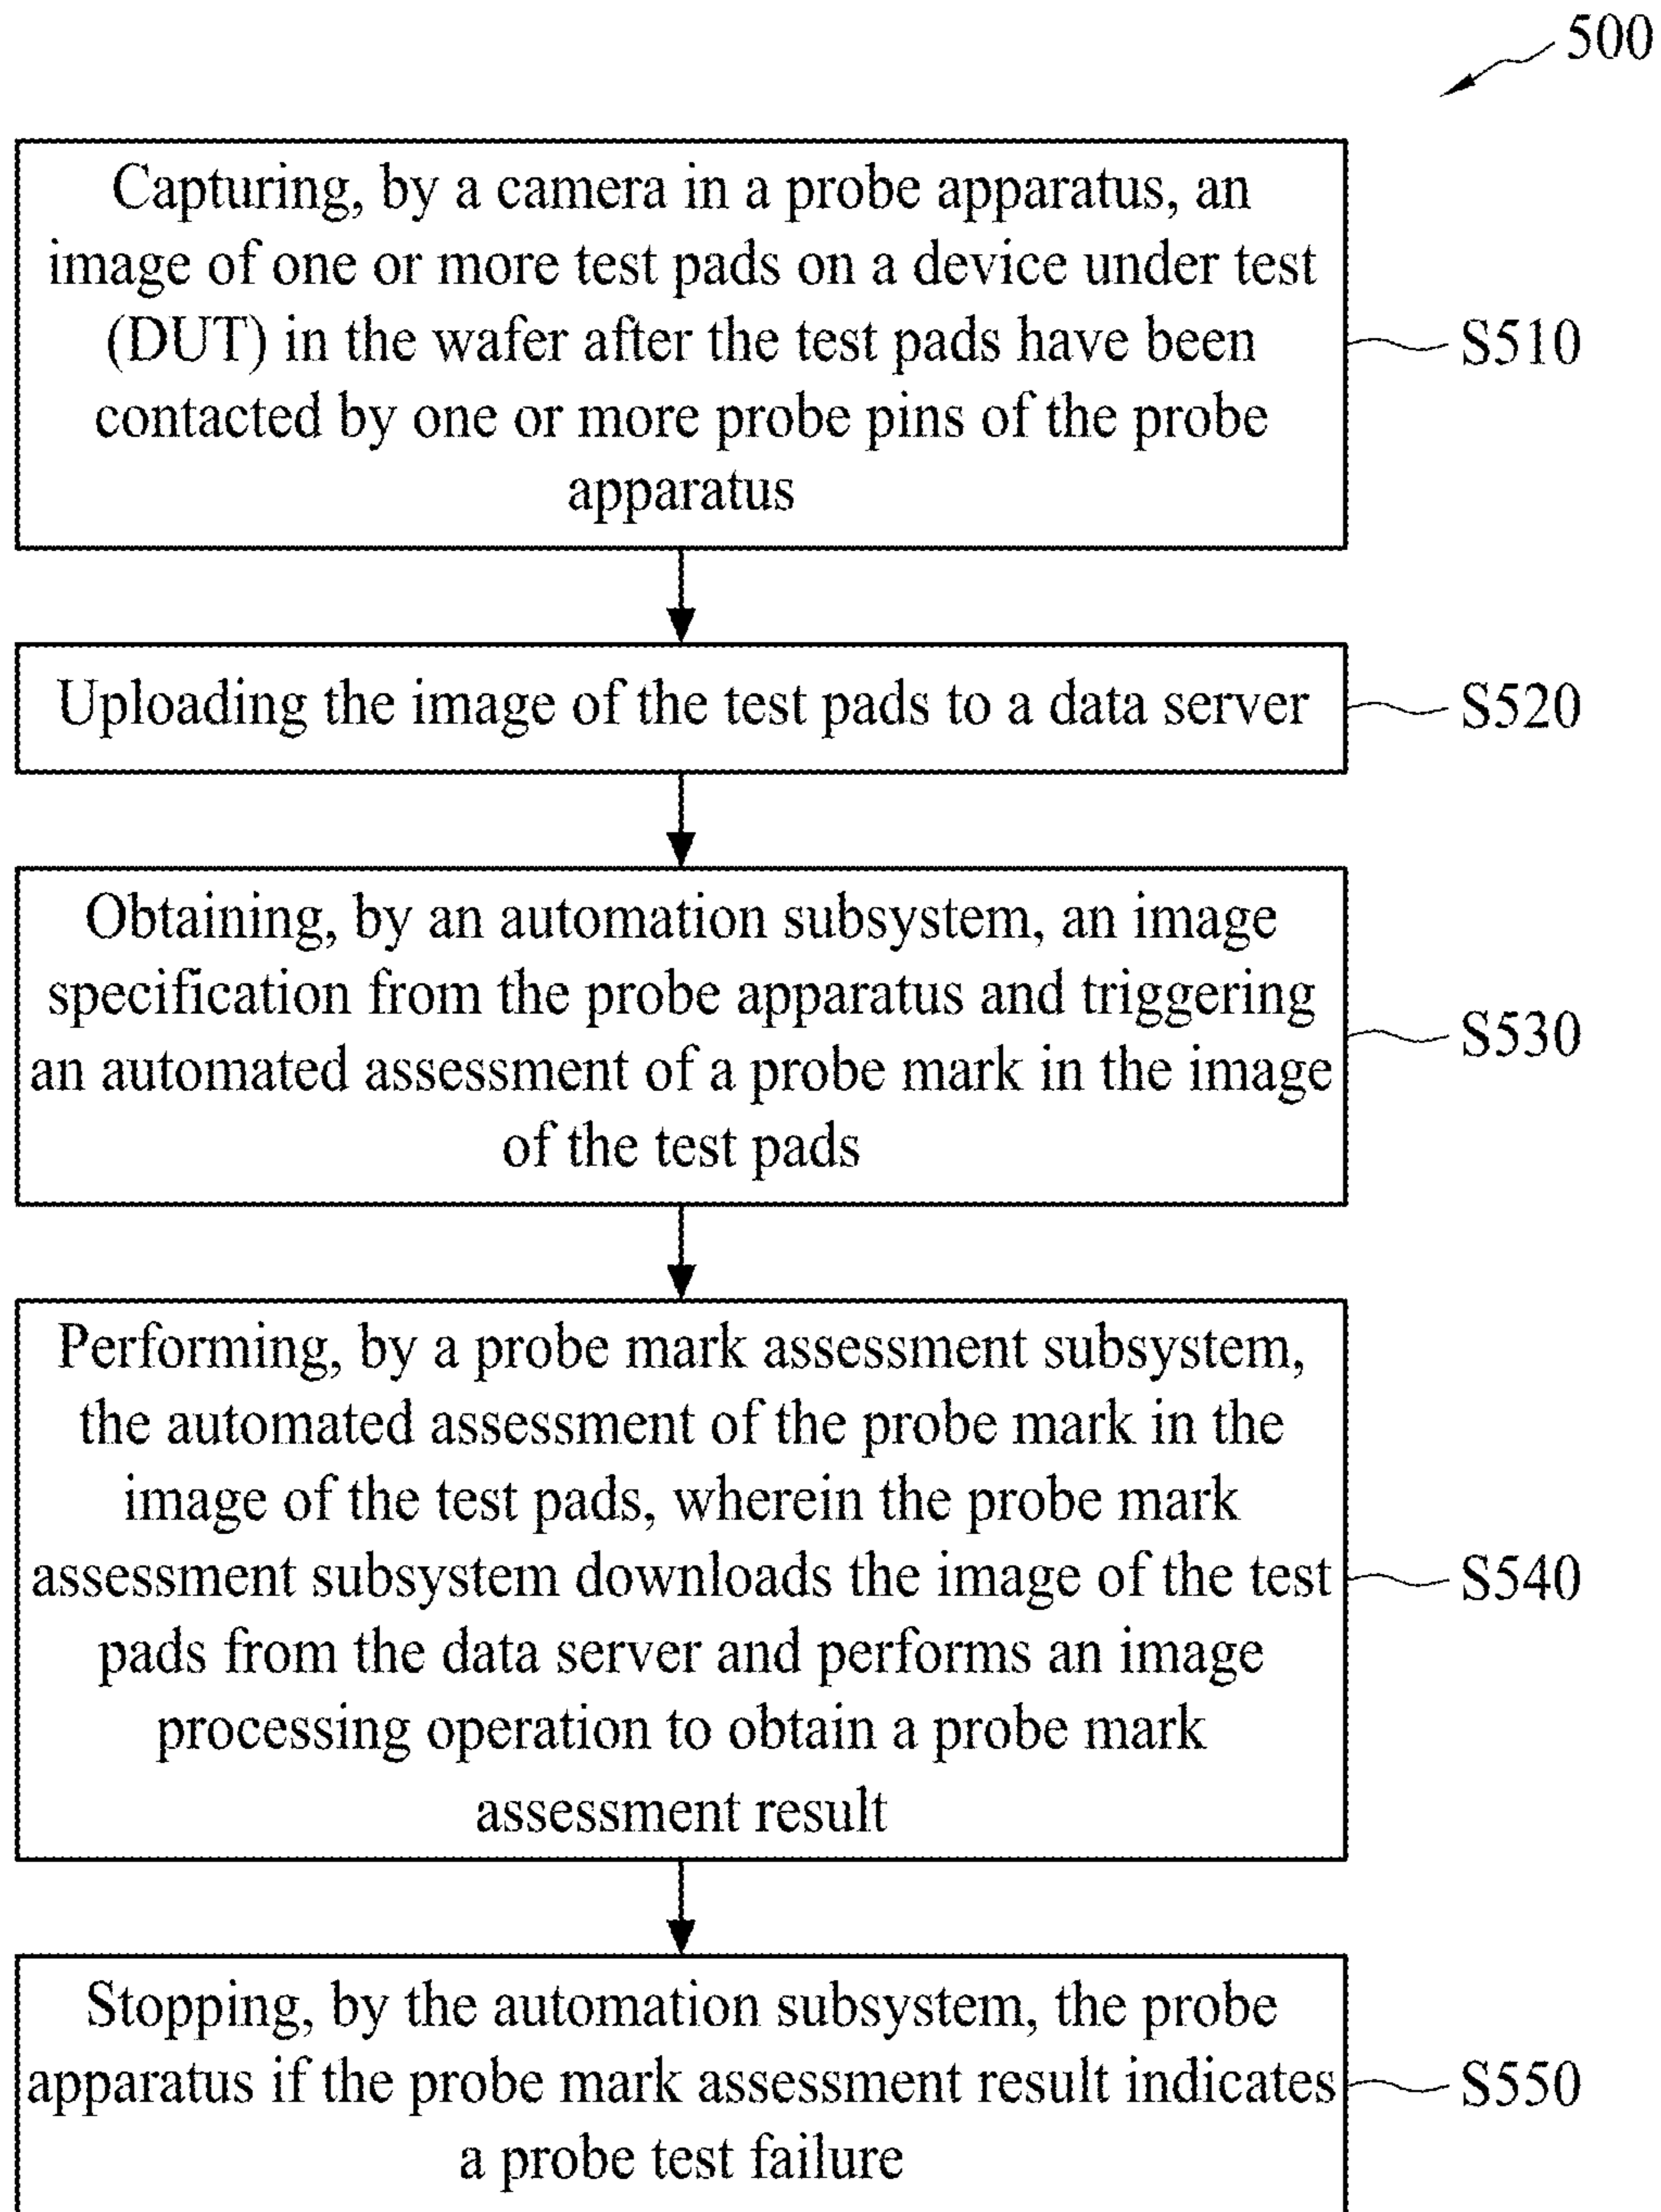 500
Capturing, by a camera in a probe apparatus, an
image of one or more test pads on a device under test
(DUT) in the wafer after the test pads have been
contacted by one or more probe pins of the probe
apparatus
S510
Uploading the image of the test pads to a data server
S520
Obtaining, by an automation subsystem, an image
specification from the probe apparatus and triggering
an automated assessment of a probe mark in the image
of the test pads
S530
Performing, by a probe mark assessment subsystem,
the automated assessment of the probe mark in the
image of the test pads, wherein the probe mark
assessment subsystem downloads the image of the test
pads from the data server and performs an image
processing operation to obtain a probe mark
assessment result
S540
Stopping, by the automation subsystem, the probe
apparatus if the probe mark assessment result indicates
a probe test failure
S550